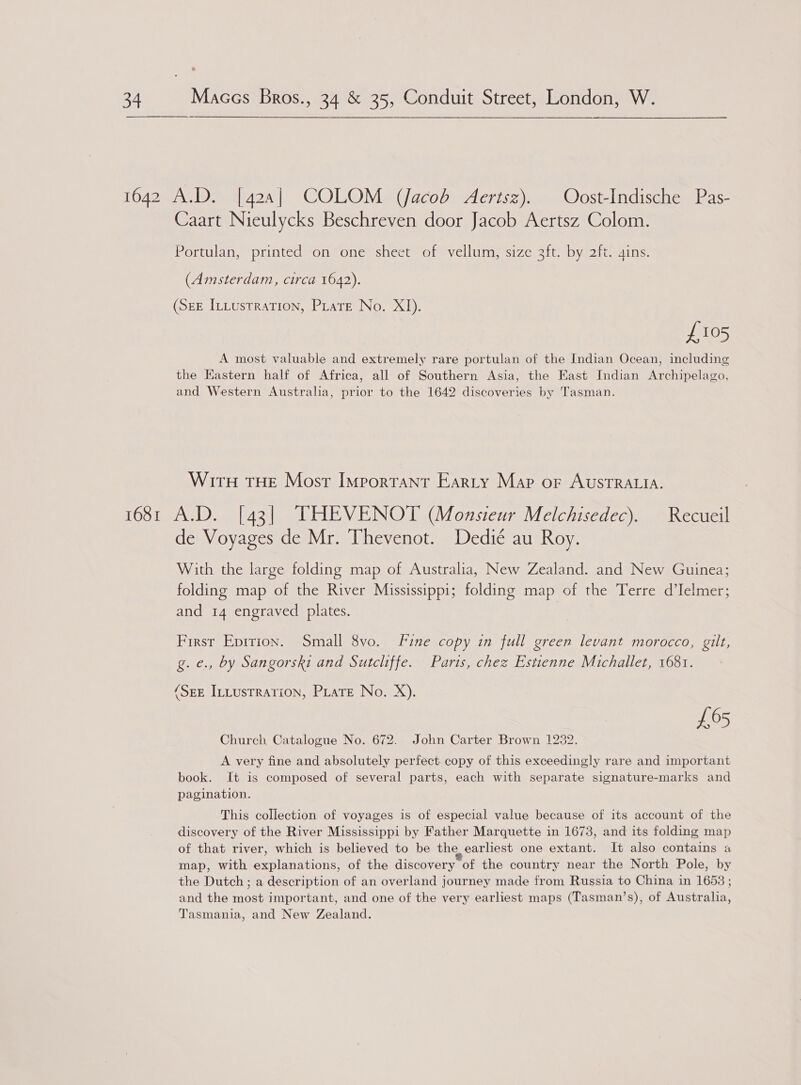 34 Maggs Bros., 34 & 35, Conduit Street, London, W.
1642 A.D. [42A] COLOM (Jacob Aertsz). Oost-Indische Pas-
Caart Nieulycks Beschreven door Jacob Aertsz Colom.
Portulan, printed on one sheet of vellum, size 3ft. by 2ft. 4ins.
(Amsterdam, circa 1642).
(See Illustration, Plate No. XI).
£105
A most valuable and extremely rare portulan of the Indian Ocean, including
the Eastern half of Africa, all of Southern Asia, the East Indian Archipelago,
and Western Australia, prior to the 1642 discoveries by Tasman.
With the Most Important Early Map of Australia.
1681 A.D. [43] THEVENOT (Monsieur Melchisedec). Recueil
de Voyages de Mr. Thevenot. Dedié au Roy.
With the large folding map of Australia, New Zealand. and New Guinea;
folding map of the River Mississippi; folding map of the Terre d'Ielmer;
and 14 engraved plates.
First Edition. Small 8vo. Fine copy in full green levant morocco, gilt,
g. e., by Sangorski and Sutcliffe. Paris, chez Estienne Michallet, 1681.
(See Illustration, Plate No. X).
£65
Church Catalogue No. 672. John Carter Brown 1232.
A very fine and absolutely perfect copy of this exceedingly rare and important
book. It is composed of several parts, each with separate signature-marks and
pagination.
This collection of voyages is of especial value because of its account of the
discovery of the River Mississippi by Father Marquette in 1673, and its folding map
of that river, which is believed to be the earliest one extant. It also contains a
map, with explanations, of the discovery of the country near the North Pole, by
the Dutch; a description of an overland journey made from Russia to China in 1653;
and the most important, and one of the very earliest maps (Tasman's), of Australia,
Tasmania, and New Zealand.